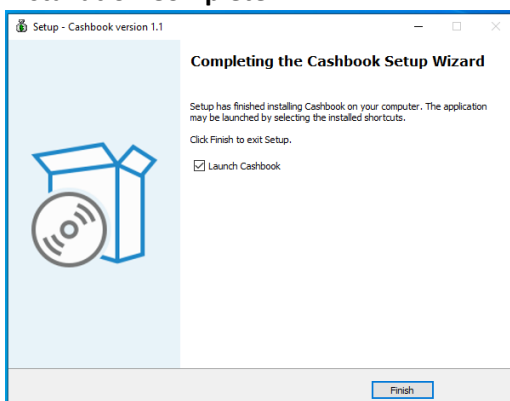 Setup - Cashbook version 1.1
Completing the Cashbook Setup Wizard
Setup has finished installing Cashbook on your computer. The application
may be launched by selecting the installed shortcuts.
Click Finish to exit Setup.
Launch Cashbook
Finish